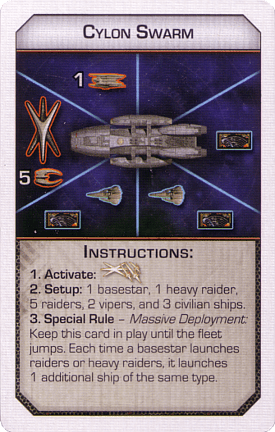 CYLON SWARM
1
5
INSTRUCTIONS:
1. Activate:
2. Setup: 1 basestar, 1 heavy raider,
5 raiders, 2 vipers, and 3 civilian ships.
3. Special Rule – Massive Deployment:
Keep this card in play until the fleet
jumps. Each time a basestar launches
raiders or heavy raiders, it launches
1 additional ship of the same type.